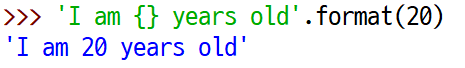 >>> 'I am {} years old'.format(20)
'I am 20 years old'